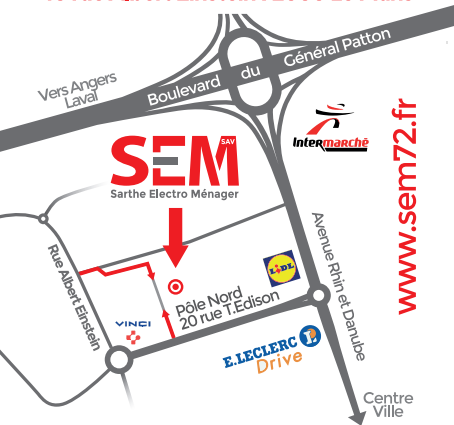 Vers Angers
Laval
Boulevard du Général Patton
Intermarché
SEM
SAV
Sarthe Electro Ménager
www.sem72.fr
Rue Albert Einstein
Avenue Rhin et Danube
LIDL
Pôle Nord
20 rue T.Edison
VINCI
E.LECLERC
Drive
Centre
Ville